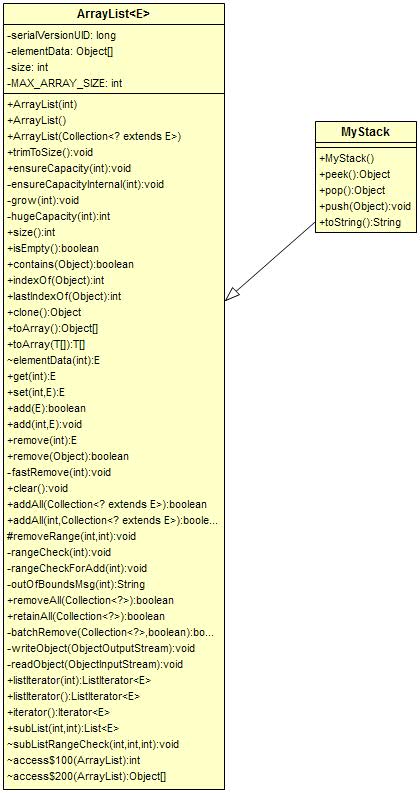 ArrayList<E>
-serialVersionUID: long
-elementData: Object[]
-size: int
-MAX_ARRAY_SIZE: int
+ArrayList(int)
+ArrayList()
+ArrayList(Collection<? extends E>)
+trimToSize():void
+ensureCapacity(int):void
-ensureCapacityInternal(int):void
-grow(int):void
-hugeCapacity(int):int
+size():int
+isEmpty():boolean
+contains(Object):boolean
+indexOf(Object):int
+lastIndexOf(Object):int
+clone():Object
+toArray():Object[]
+toArray(T[]):T[]
~elementData(int):E
+get(int):E
+set(int,E):E
+add(E):boolean
+add(int,E):void
+remove(int):E
+remove(Object):boolean
-fastRemove(int):void
+clear():void
+addAll(Collection<? extends E>):boolean
+addAll(int,Collection<? extends E>):boole...
#removeRange(int,int):void
-rangeCheck(int):void
-rangeCheckForAdd(int):void
-outOfBoundsMsg(int):String
+removeAll(Collection<?>):boolean
+retainAll(Collection<?>):boolean
-batchRemove(Collection<?>,boolean):bo...
-writeObject(ObjectOutputStream):void
-readObject(ObjectInputStream):void
+listIterator(int):ListIterator<E>
+listIterator():ListIterator<E>
+iterator():Iterator<E>
+subList(int,int):List<E>
~subListRangeCheck(int,int,int):void
~access$100(ArrayList):int
~access$200(ArrayList):Object[]
MyStack
+MyStack()
+peek():Object
+pop():Object
+push(Object):void
+toString():String